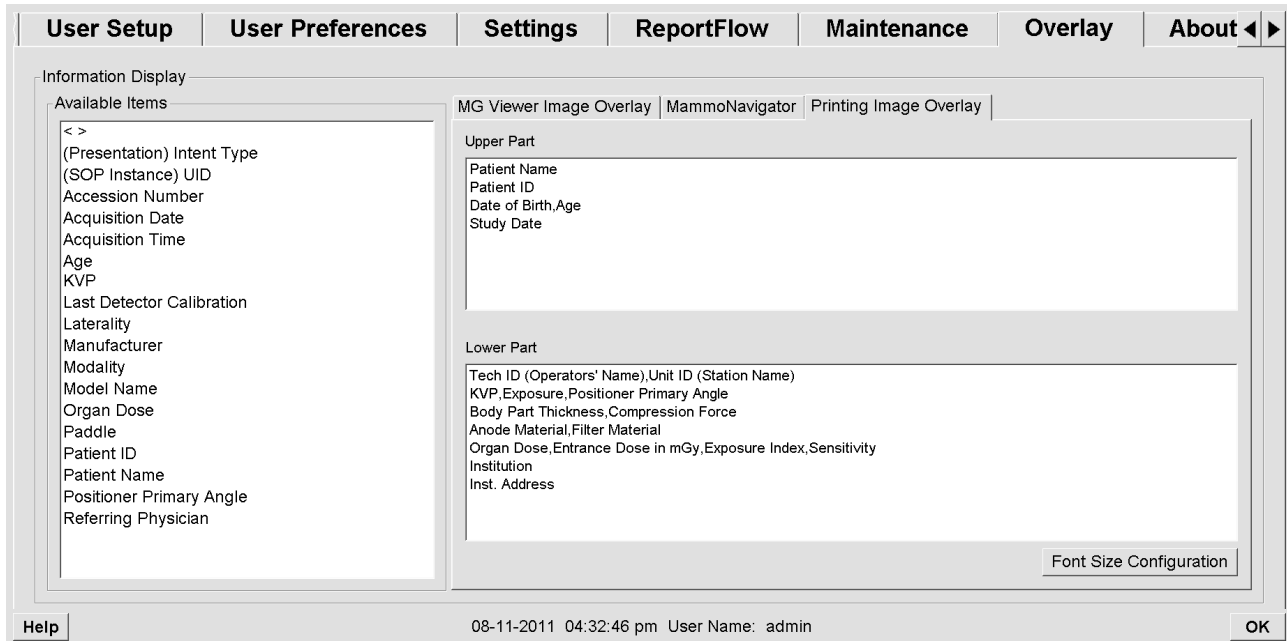 User Setup User Preferences Settings ReportFlow Maintenance Overlay About
Information Display
Available Items
< >
(Presentation) Intent Type
(SOP Instance) UID
Accession Number
Acquisition Date
Acquisition Time
Age
KVP
Last Detector Calibration
Laterality
Manufacturer
Modality
Model Name
Organ Dose
Paddle
Patient ID
Patient Name
Positioner Primary Angle
Referring Physician
MG Viewer Image Overlay MammoNavigator Printing Image Overlay
Upper Part
Patient Name
Patient ID
Date of Birth,Age
Study Date
Lower Part
Tech ID (Operators' Name),Unit ID (Station Name)
KVP,Exposure,Positioner Primary Angle
Body Part Thickness,Compression Force
Anode Material,Filter Material
Organ Dose,Entrance Dose in mGy,Exposure Index,Sensitivity
Institution
Inst. Address
Font Size Configuration
Help 08-11-2011 04:32:46 pm User Name: admin OK